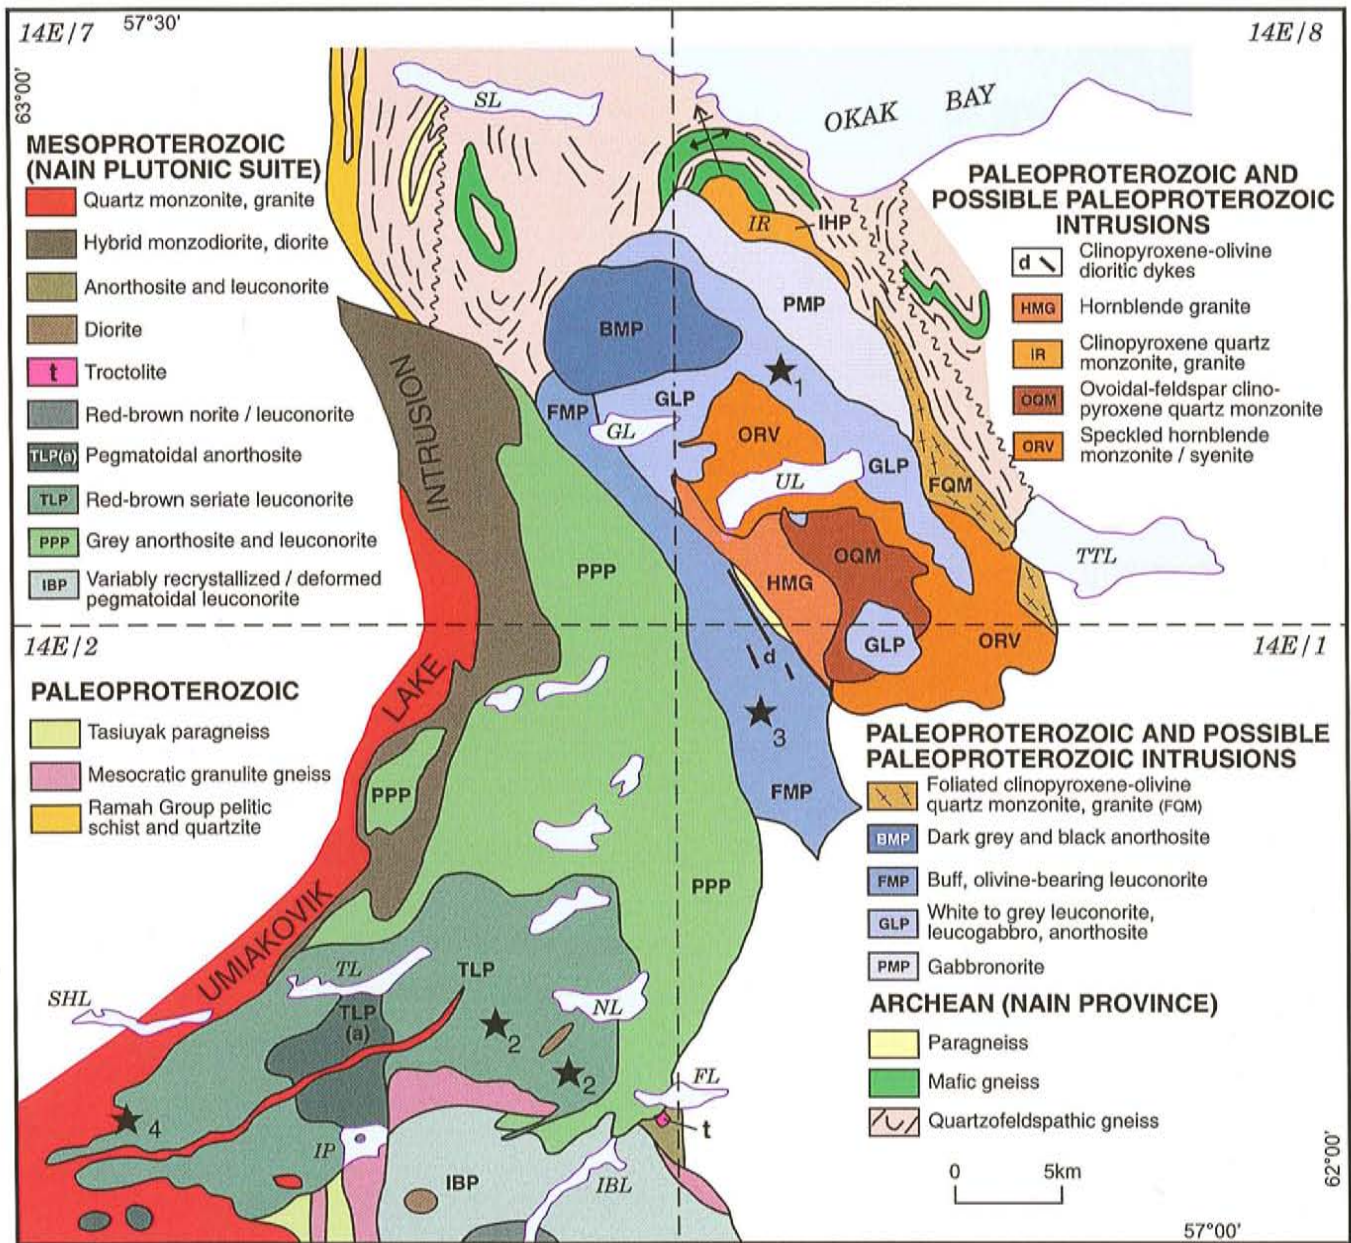 14E/7
57°30'
14E/8
63°00'
SL
OKAK BAY
MESOPROTEROZOIC
(NAIN PLUTONIC SUITE)
Quartz monzonite, granite
Hybrid monzodiorite, diorite
Anorthosite and leuconorite
Diorite
t Troctolite
Red-brown norite / leuconorite
TLP(a) Pegmatoidal anorthosite
TLP Red-brown seriate leuconorite
PPP Grey anorthosite and leuconorite
IBP Variably recrystallized / deformed
pegmatoidal leuconorite
PALEOPROTEROZOIC AND
POSSIBLE PALEOPROTEROZOIC
INTRUSIONS
d Clinopyroxene-olivine
dioritic dykes
HMG Hornblende granite
IR Clinopyroxene quartz
monzonite, granite
OQM Ovoidal-feldspar clino-
pyroxene quartz monzonite
ORV Speckled hornblende
monzonite / syenite
IR
IHP
PMP
BMP
1
FMP
GLP
GL
ORV
GLP
UL
FQM
INTRUSION
OQM
TTL
PPP
HMG
GLP
ORV
14E/2
14E/1
d
LAKE
3
PPP
FMP
PPP
UMIAKOVIK
PALEOPROTEROZOIC
Tasiuyak paragneiss
Mesocratic granulite gneiss
Ramah Group pelitic
schist and quartzite
PALEOPROTEROZOIC AND POSSIBLE
PALEOPROTEROZOIC INTRUSIONS
Foliated clinopyroxene-olivine
quartz monzonite, granite (FQM)
BMP Dark grey and black anorthosite
FMP Buff, olivine-bearing leuconorite
GLP White to grey leuconorite,
leucogabbro, anorthosite
PMP Gabbronorite
ARCHEAN (NAIN PROVINCE)
Paragneiss
Mafic gneiss
Quartzofeldspathic gneiss
SHL
TL
TLP
TLP
(a)
NL
2
2
FL
4
t
IP
IBP
IBL
0 5km
62°00'
57°00'